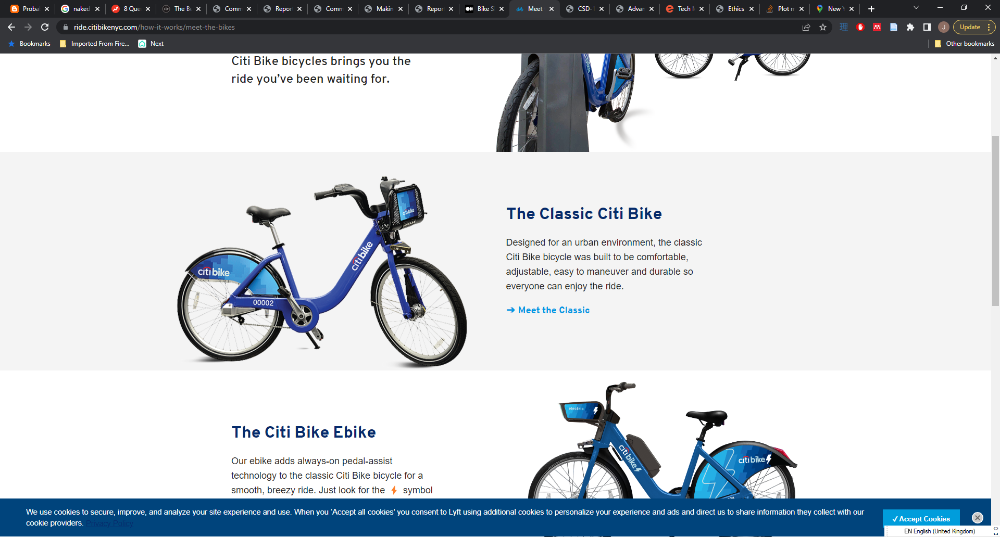 Proba
naked
8 Que
The Be
Comm
Repor
Comm
Makin
Repor
Bike S
Meet
CSD-T
Advan
Tech
Ethics
Plot m
New Y
ride.citibikenyc.com/how-it-works/meet-the-bikes
J
Update
Bookmarks
Imported From Fire...
Next
Other bookmarks
Citi Bike bicycles brings you the
ride you’ve been waiting for.
citi bike
citi bike
citi bike
00002
The Classic Citi Bike
Designed for an urban environment, the classic
Citi Bike bicycle was built to be comfortable,
adjustable, easy to maneuver and durable so
everyone can enjoy the ride.
➔ Meet the Classic
The Citi Bike Ebike
Our ebike adds always-on pedal-assist
technology to the classic Citi Bike bicycle for a
smooth, breezy ride. Just look for the symbol
electric
citi bike
citi bike
We use cookies to secure, improve, and analyze your site experience and use. When you ‘Accept all cookies’ you consent to Lyft using additional cookies to personalize your experience and ads and direct us to share information they collect with our
cookie providers. Privacy Policy
✓ Accept Cookies
EN English (United Kingdom)